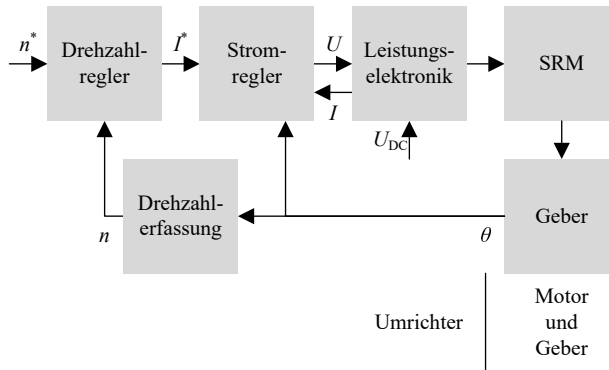 n*
Drehzahl-
regler
I*
Strom-
regler
U
I
Leistungs-
elektronik
SRM
U_DC
Drehzahl-
erfassung
n
θ
Geber
Umrichter
Motor
und
Geber